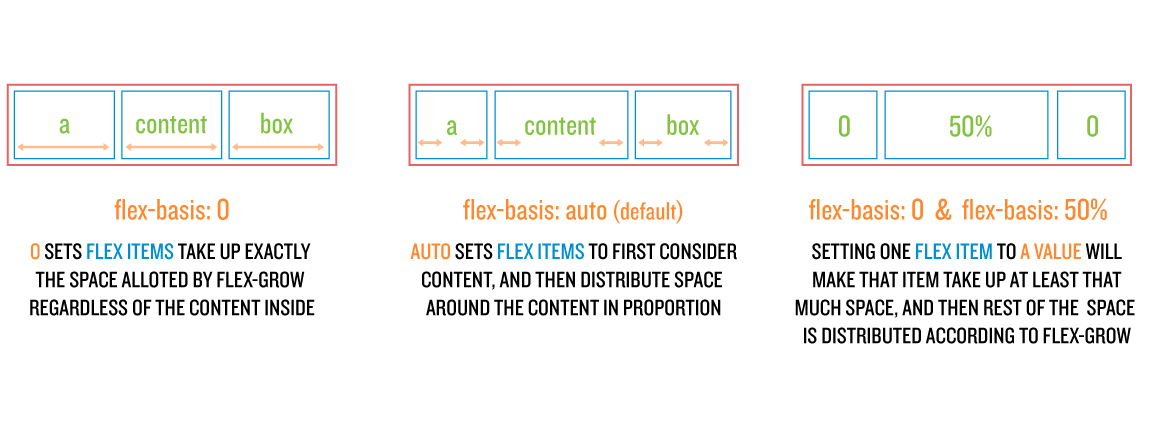 a
content
box
flex-basis: 0
0 SETS FLEX ITEMS TAKE UP EXACTLY
THE SPACE ALLOTED BY FLEX-GROW
REGARDLESS OF THE CONTENT INSIDE
a
content
box
flex-basis: auto (default)
AUTO SETS FLEX ITEMS TO FIRST CONSIDER
CONTENT, AND THEN DISTRIBUTE SPACE
AROUND THE CONTENT IN PROPORTION
0
50%
0
flex-basis: 0 & flex-basis: 50%
SETTING ONE FLEX ITEM TO A VALUE WILL
MAKE THAT ITEM TAKE UP AT LEAST THAT
MUCH SPACE, AND THEN REST OF THE SPACE
IS DISTRIBUTED ACCORDING TO FLEX-GROW